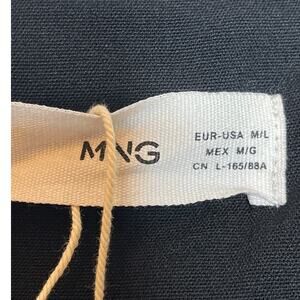 MNG
EUR-USA M/L
MEX M/G
CN L-165/88A